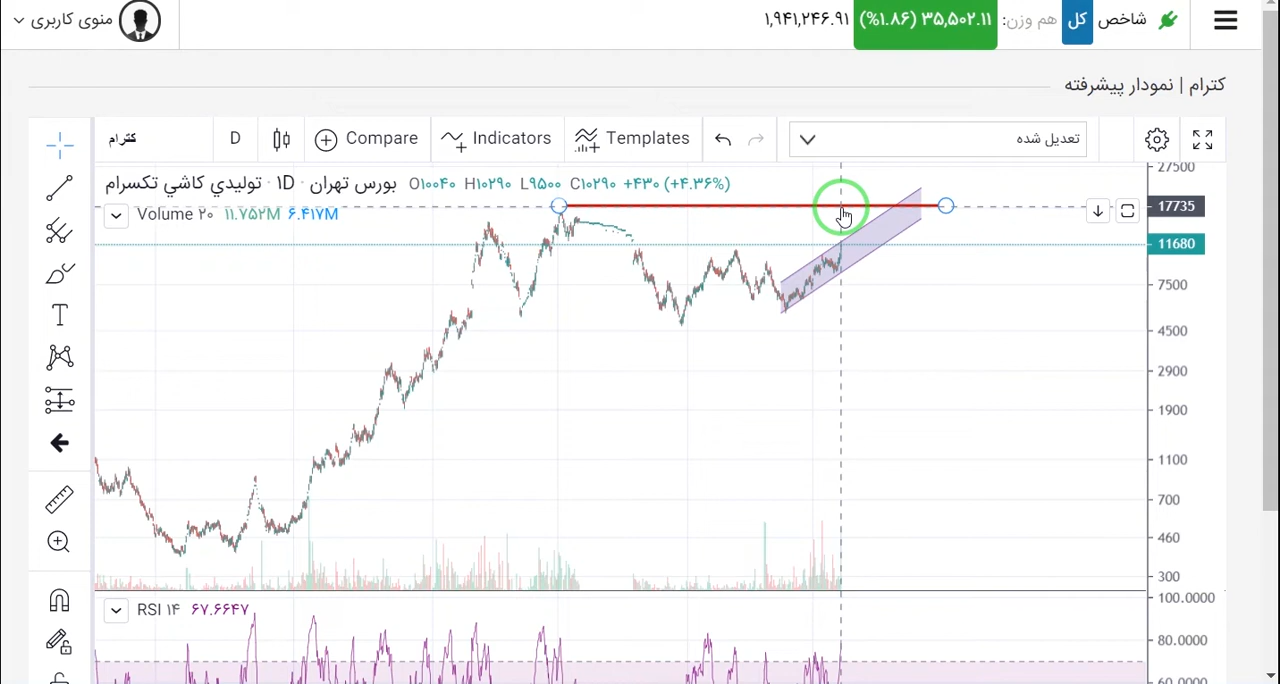 شاخص کل هم وزن: ۳۵,۵۰۲.۱۱ (%۱.۸۶) ۱,۹۴۱,۲۴۶.۹۱ منوی کاربری
کترام | نمودار پیشرفته
کترام D Compare Indicators Templates تعدیل شده
توليدي كاشي تكسرام · ۱D · بورس تهران O۱۰۰۴۰ H۱۰۲۹۰ L۹۵۰۰ C۱۰۲۹۰ +۴۳۰ (+۴.۳۶%)
Volume ۲۰ ۱۱.۷۵۲M ۶.۴۱۷M
27500
17735
11680
7500
4500
2900
1900
1100
700
460
300
RSI ۱۴ ۶۷.۶۶۴۷
100.0000
80.0000
60.0000